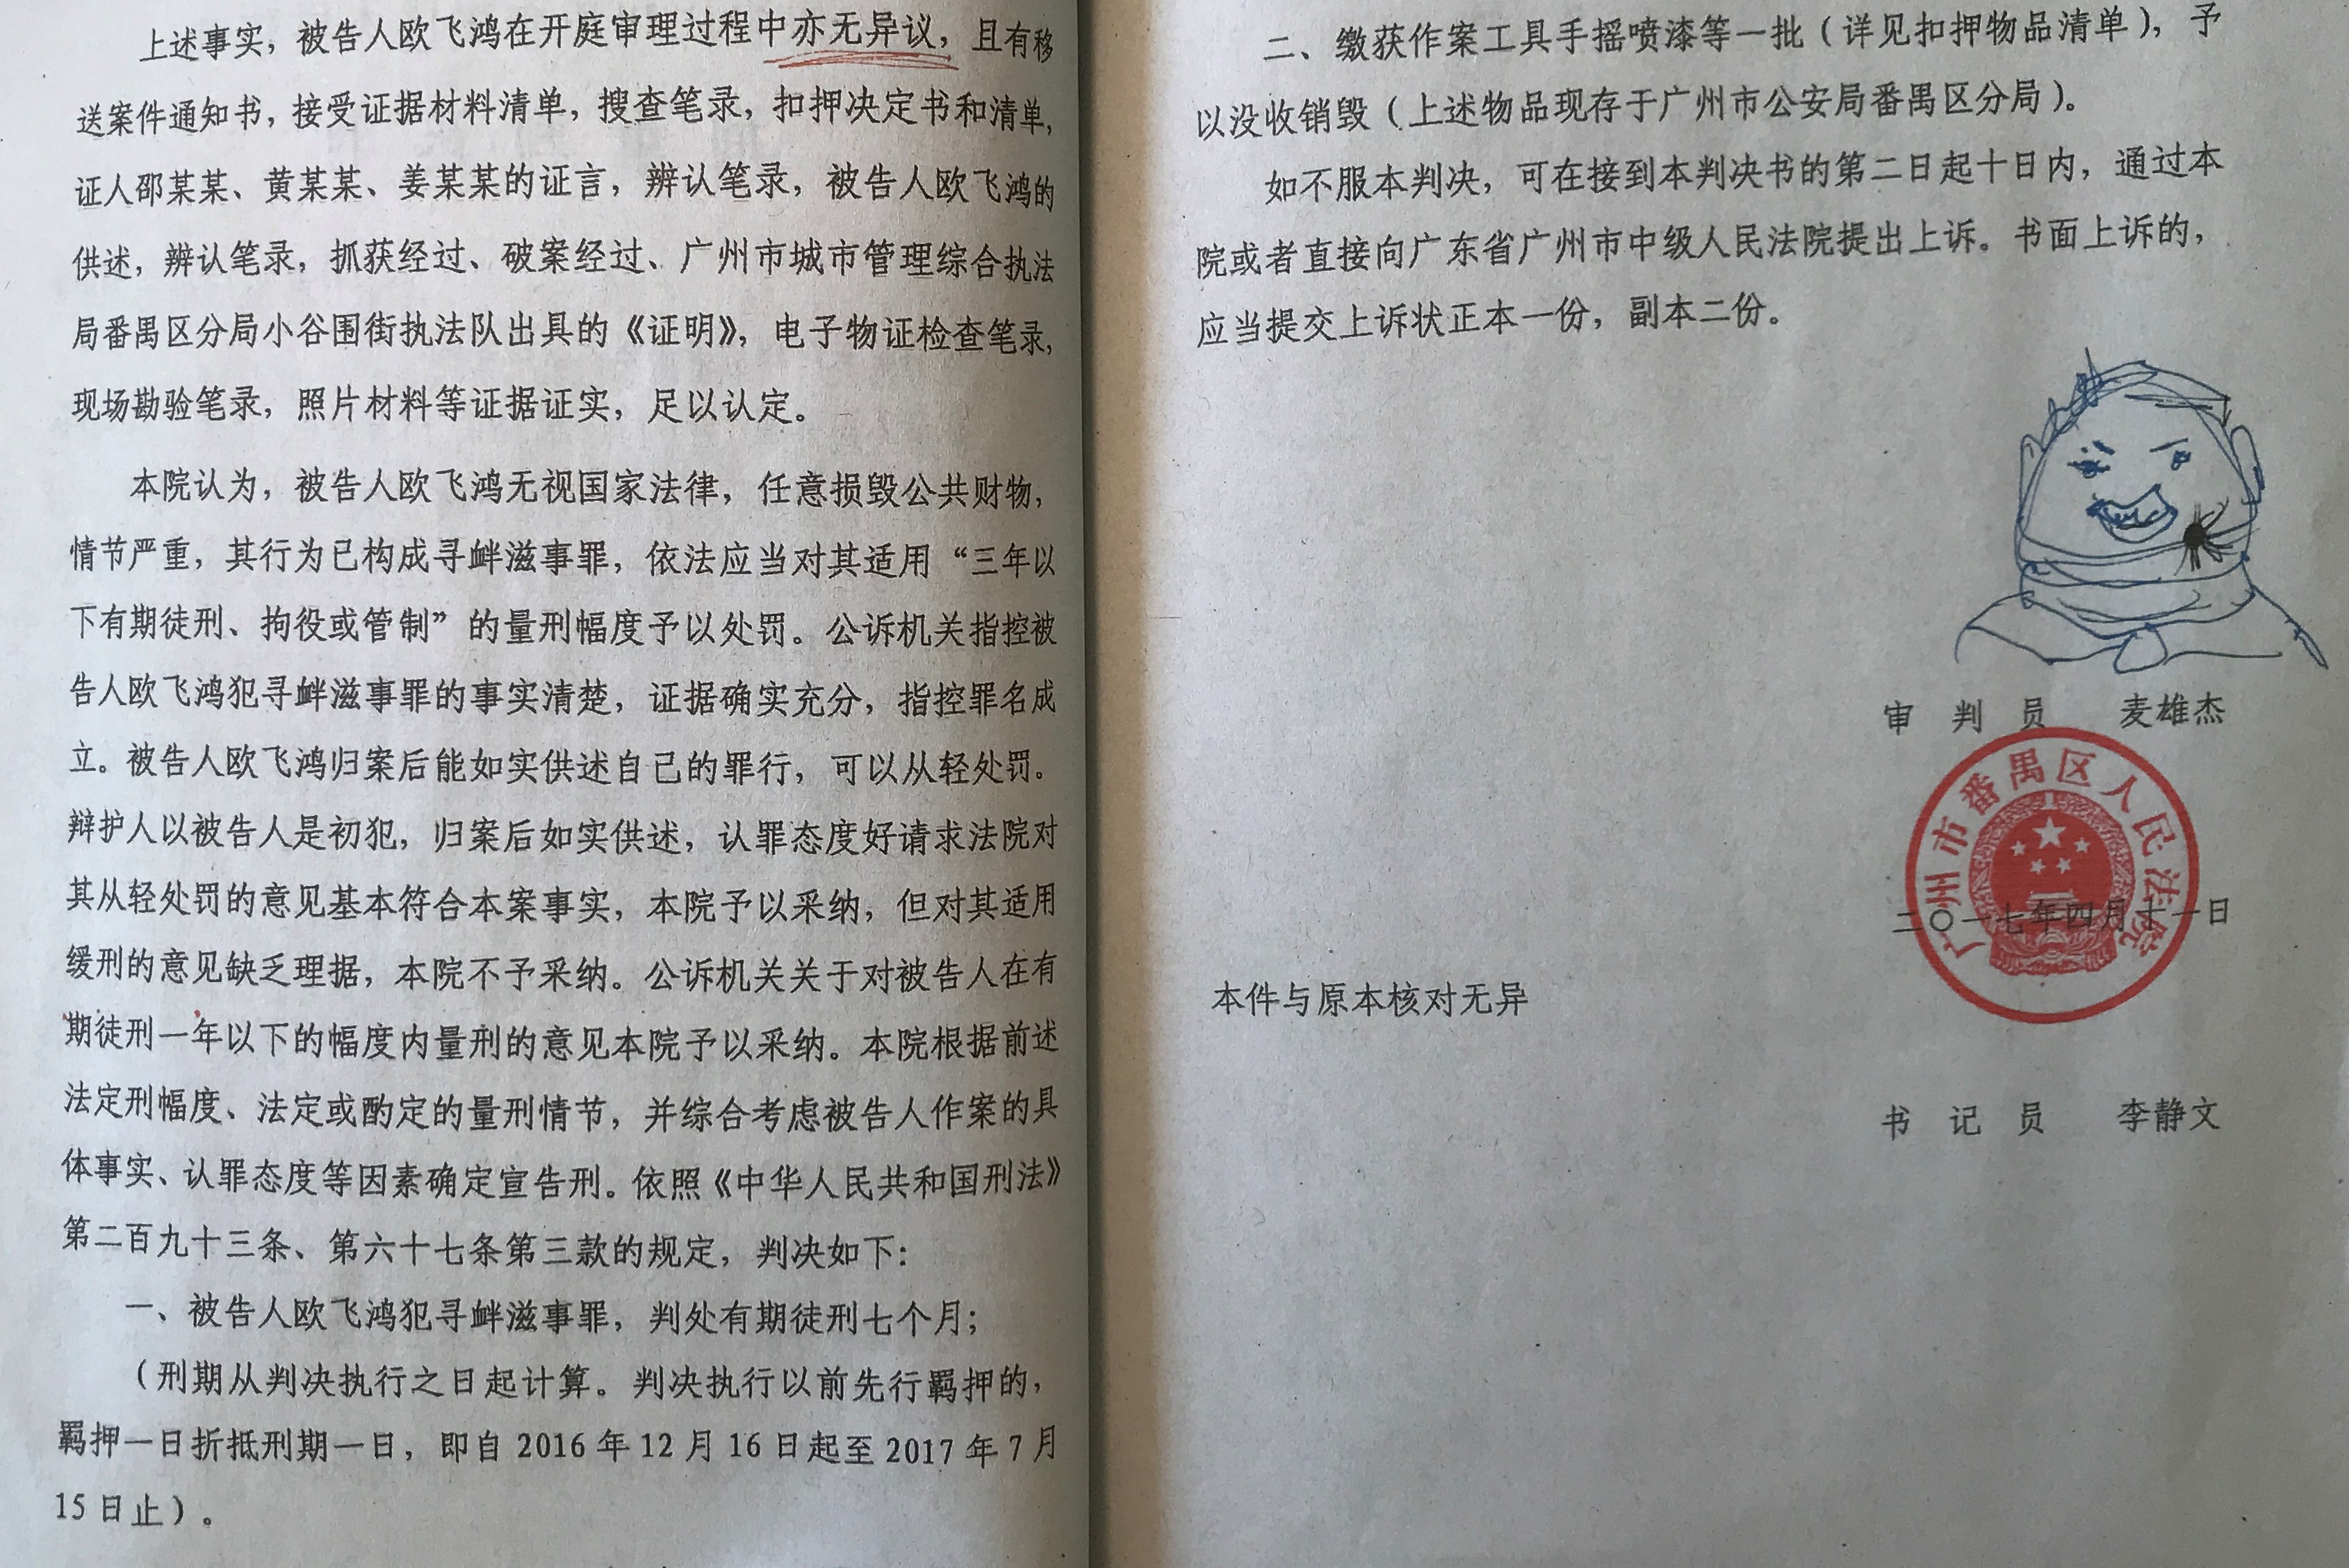 上述事实，被告人欧飞鸿在开庭审理过程中亦无异议，且有移
送案件通知书，接受证据材料清单，搜查笔录，扣押决定书和清单，
证人邵某某、黄某某、姜某某的证言，辨认笔录，被告人欧飞鸿的
供述，辨认笔录，抓获经过、破案经过、广州市城市管理综合执法
局番禺区分局小谷围街执法队出具的《证明》，电子物证检查笔录，
现场勘验笔录，照片材料等证据证实，足以认定。
本院认为，被告人欧飞鸿无视国家法律，任意损毁公共财物，
情节严重，其行为已构成寻衅滋事罪，依法应当对其适用“三年以
下有期徒刑、拘役或管制”的量刑幅度予以处罚。公诉机关指控被
告人欧飞鸿犯寻衅滋事罪的事实清楚，证据确实充分，指控罪名成
立。被告人欧飞鸿归案后能如实供述自己的罪行，可以从轻处罚。
辩护人以被告人是初犯，归案后如实供述，认罪态度好请求法院对
其从轻处罚的意见基本符合本案事实，本院予以采纳，但对其适用
缓刑的意见缺乏理据，本院不予采纳。公诉机关关于对被告人在有
期徒刑一年以下的幅度内量刑的意见本院予以采纳。本院根据前述
法定刑幅度、法定或酌定的量刑情节，并综合考虑被告人作案的具
体事实、认罪态度等因素确定宣告刑。依照《中华人民共和国刑法》
第二百九十三条、第六十七条第三款的规定，判决如下：
一、被告人欧飞鸿犯寻衅滋事罪，判处有期徒刑七个月；
（刑期从判决执行之日起计算。判决执行以前先行羁押的，
羁押一日折抵刑期一日，即自 2016 年 12 月 16 日起至 2017 年 7 月
15 日止）。
二、缴获作案工具手摇喷漆等一批（详见扣押物品清单），予
以没收销毁（上述物品现存于广州市公安局番禺区分局）。
如不服本判决，可在接到本判决书的第二日起十日内，通过本
院或者直接向广东省广州市中级人民法院提出上诉。书面上诉的，
应当提交上诉状正本一份，副本二份。
审 判 员 麦雄杰
广州市番禺区人民法院
二〇一七年四月十一日
本件与原本核对无异
书 记 员 李静文